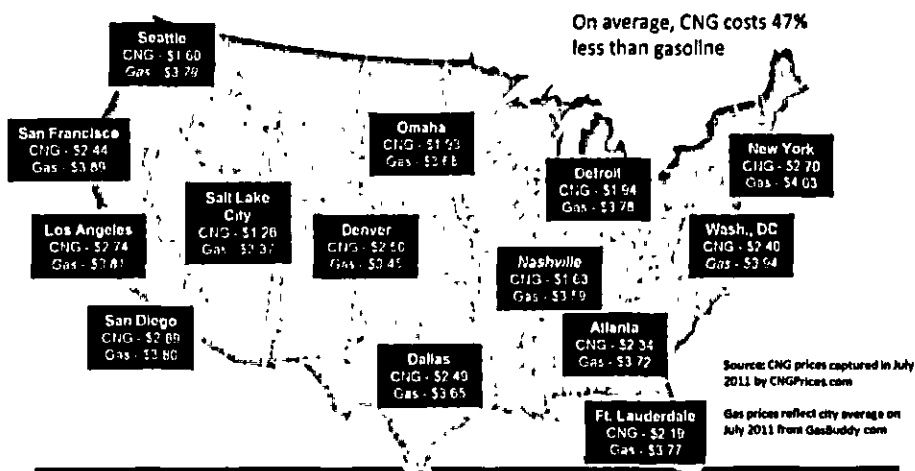 On average, CNG costs 47%
less than gasoline
Seattle
CNG - $1.60
Gas - $3.79
San Francisco
CNG - $2.44
Gas - $3.89
Omaha
CNG - $1.93
Gas -
New York
CNG - $2.70
Gas - $4.03
Detroit
CNG - $1.94
Gas - $3.78
Salt Lake
City
CNG - $1.26
Gas -
Los Angeles
CNG - $2.74
Gas - $3.81
Denver
CNG -
Gas - $3.45
Wash., DC
CNG - $2.40
Gas - $3.94
Nashville
CNG - $1.63
Gas - $3.59
San Diego
CNG -
Gas - $3.80
Atlanta
CNG - $2.34
Gas - $3.72
Dallas
CNG - $2.49
Gas - $3.65
Ft. Lauderdale
CNG - $2.19
Gas - $3.77
Source: CNG prices captured in July
2011 by CNGPrices.com
Gas prices reflect city average on
July 2011 from GasBuddy com